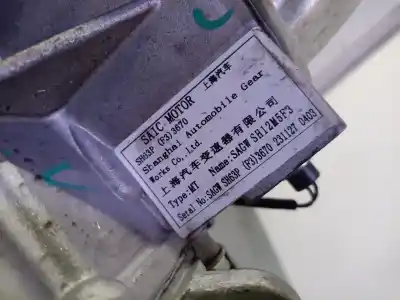 SAIC MOTOR 上海汽车
SH63P (P3)3670
Shanghai Automobile Gear
Works Co.,Ltd.
上海汽车变速器有限公司
Type:MT Name:SAGW SH12M5F3
Serial No:SAGW SH63P (P3)3670 231127 0403